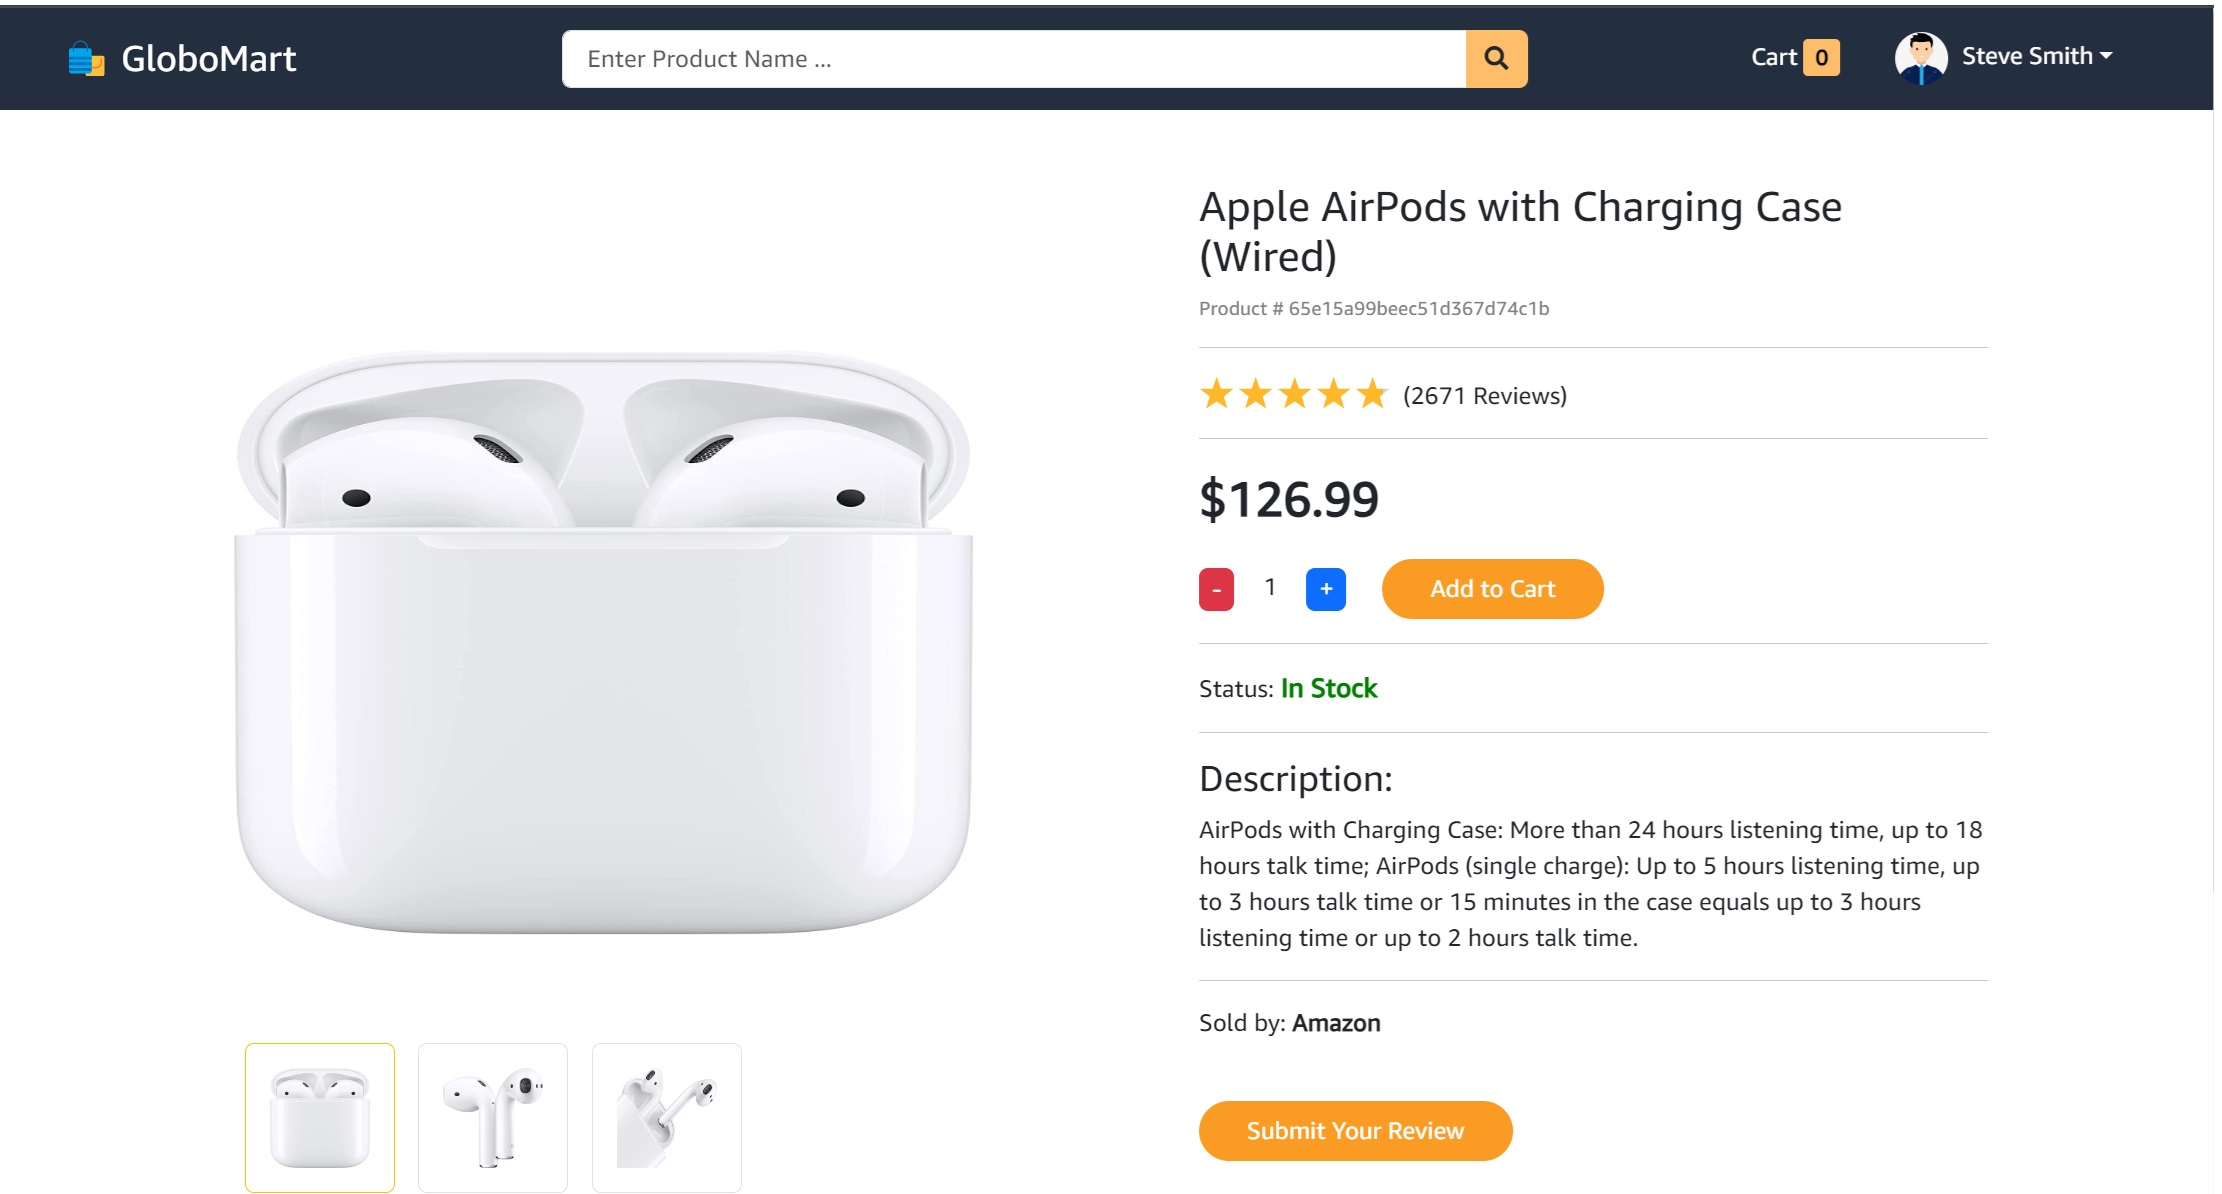 GloboMart
Enter Product Name ...
Cart 0
Steve Smith
Apple AirPods with Charging Case
(Wired)
Product # 65e15a99beec51d367d74c1b
(2671 Reviews)
$126.99
- 1 + Add to Cart
Status: In Stock
Description:
AirPods with Charging Case: More than 24 hours listening time, up to 18
hours talk time; AirPods (single charge): Up to 5 hours listening time, up
to 3 hours talk time or 15 minutes in the case equals up to 3 hours
listening time or up to 2 hours talk time.
Sold by: Amazon
Submit Your Review